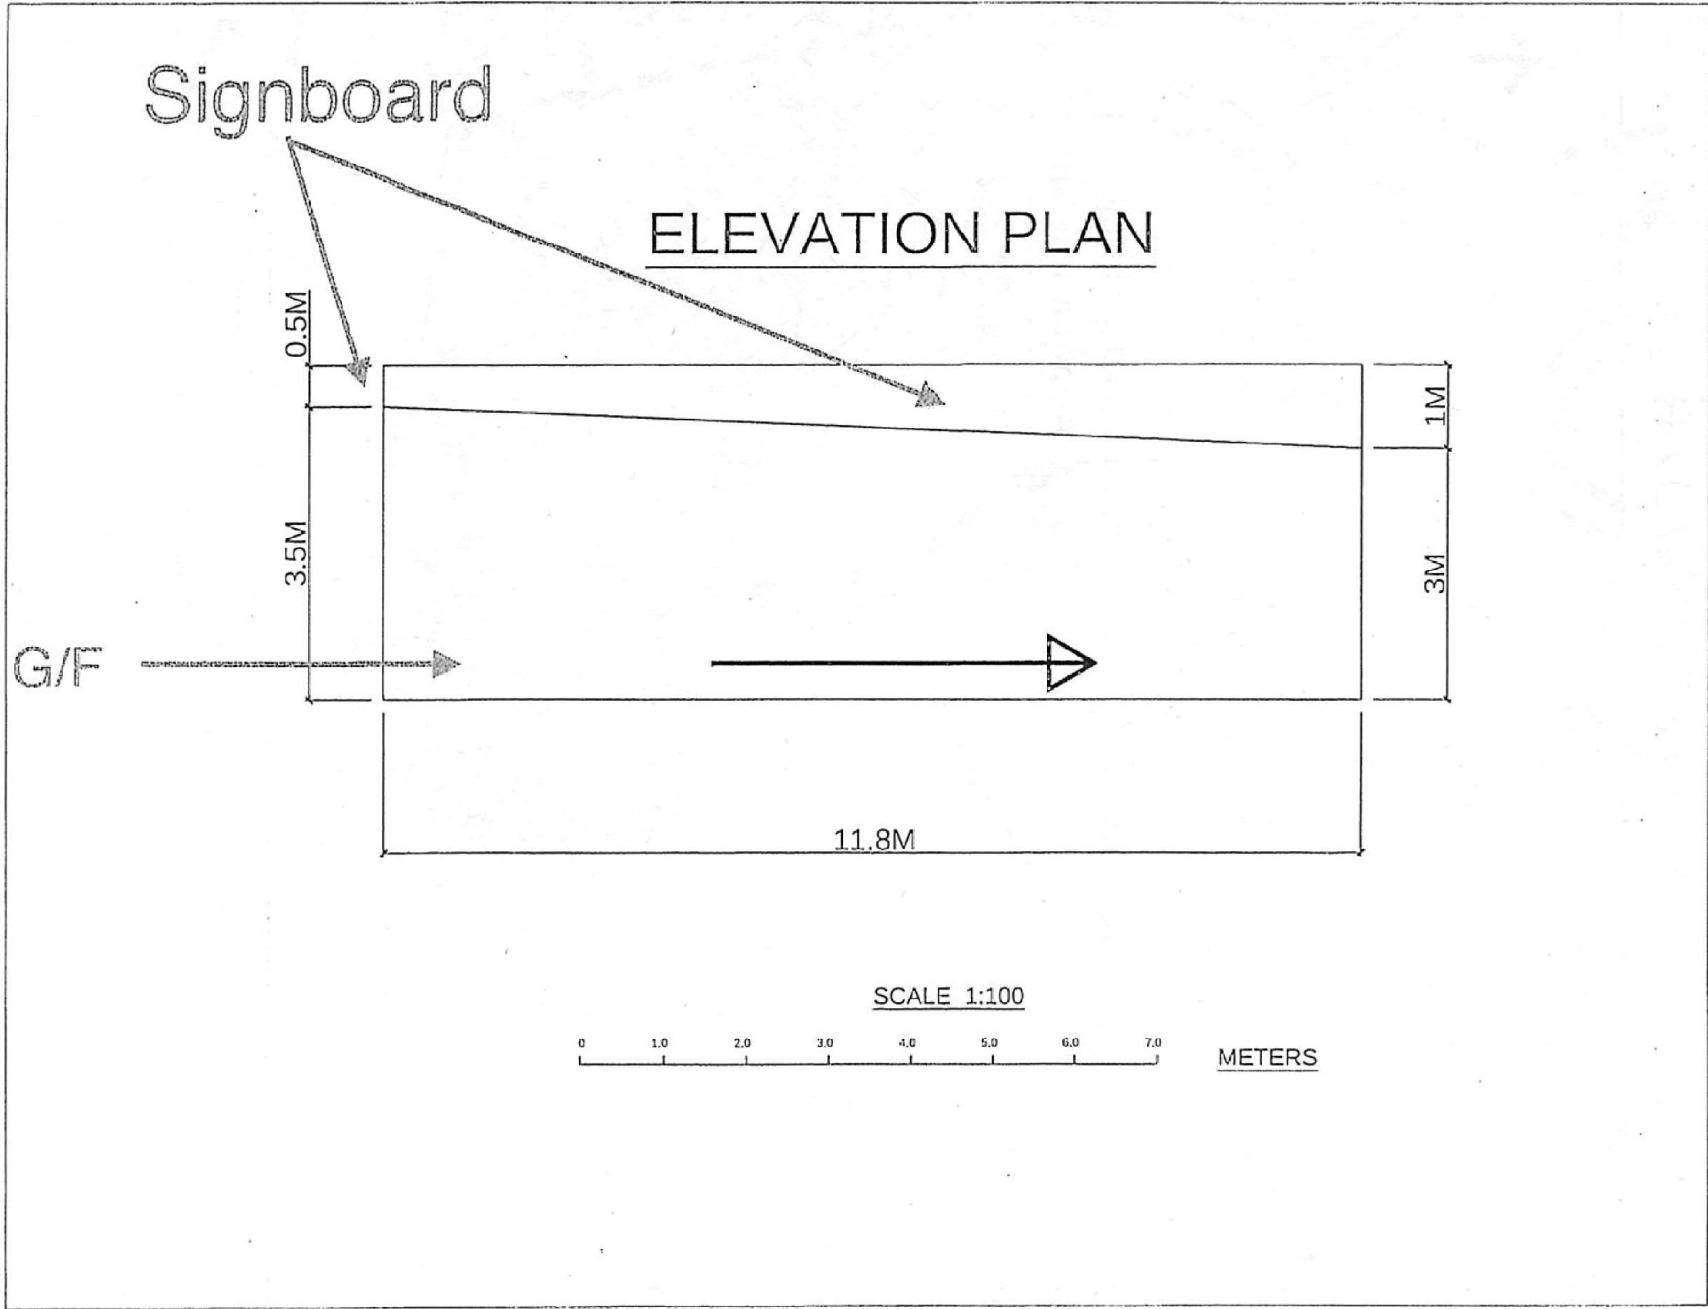 Signboard
ELEVATION PLAN
0.5M
1M
3.5M
3M
G/F
11.8M
SCALE 1:100
0 1.0 2.0 3.0 4.0 5.0 6.0 7.0
METERS